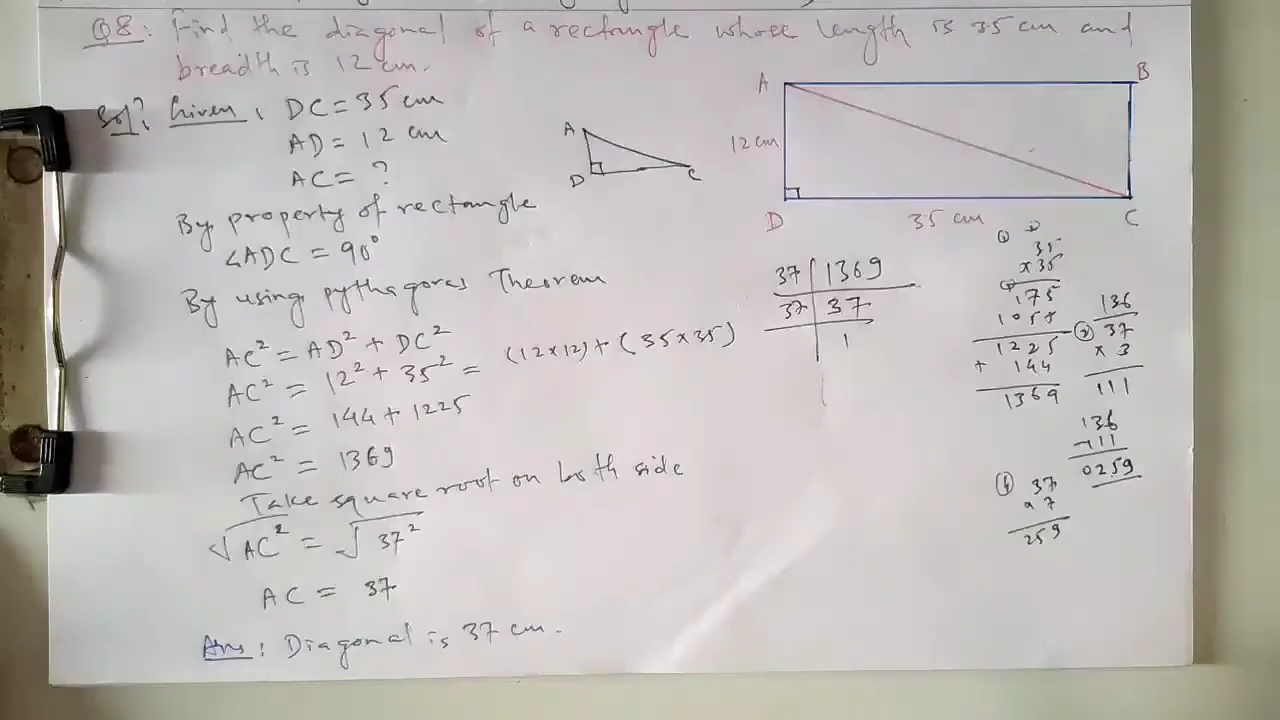 Q8: Find the diagonal of a rectangle whose length is 35 cm and
breadth is 12 cm.
Sol? Given, DC = 35 cm
AD = 12 cm
AC = ?
By property of rectangle
∠ADC = 90°
By using pythagoras Theorem
AC² = AD² + DC²
AC² = 12² + 35² = (12×12) + (35×35)
AC² = 144 + 1225
AC² = 1369
Take square root on both side
√AC² = √37²
AC = 37
Ans: Diagonal is 37 cm.
A
D
C
A
B
12 cm
D
35 cm
C
37 | 1369
37 | 37
1
35
×35
175
1225
+ 144
1369
136
37
× 3
111
136
111
0259
37
× 7
259